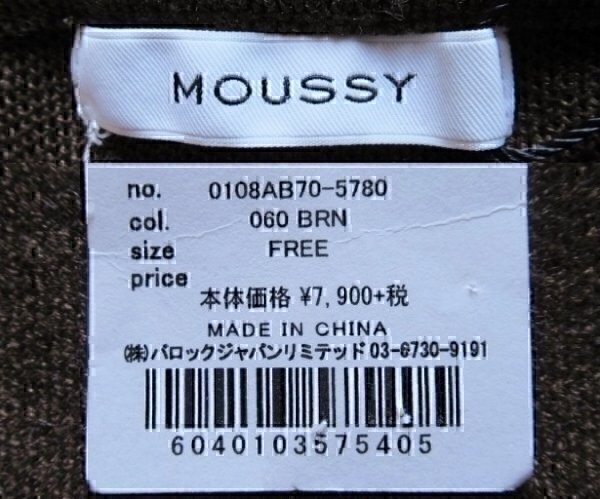 MOUSSY
no. 0108AB70-5780
col. 060 BRN
size FREE
price
本体価格 ¥7,900+税
MADE IN CHINA
(株)バロックジャパンリミテッド 03-6730-9191
6040103575405